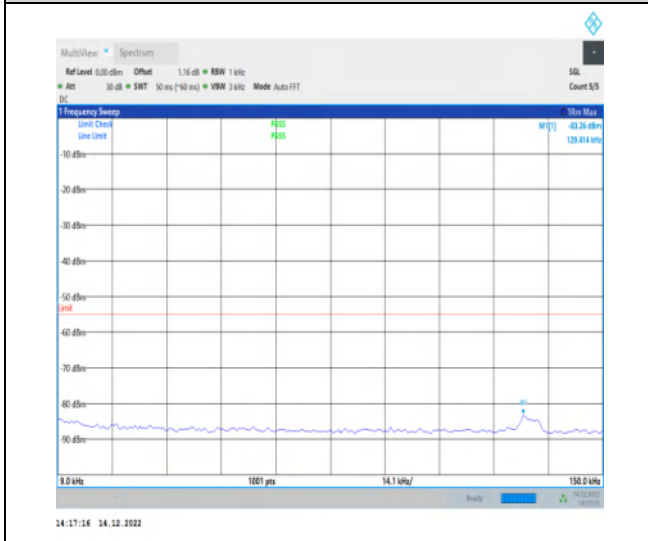 MultiView Spectrum
Ref Level 0.00 dBm Offset 1.16 dB RBW 1 kHz SGL
Att 30 dB SWT 50 ms (~60 ms) VBW 3 kHz Mode Auto FFT Count 5/5
DC
1 Frequency Sweep 1Rm Max
Limit Check PASS M1[1] -83.26 dBm
Line Limit PASS 129.414 kHz
-10 dBm
-20 dBm
-30 dBm
-40 dBm
-50 dBm
Limit
-60 dBm
-70 dBm
-80 dBm
M1
-90 dBm
9.0 kHz 1001 pts 14.1 kHz/ 150.0 kHz
Ready 14.12.2022
14:17:16 14.12.2022